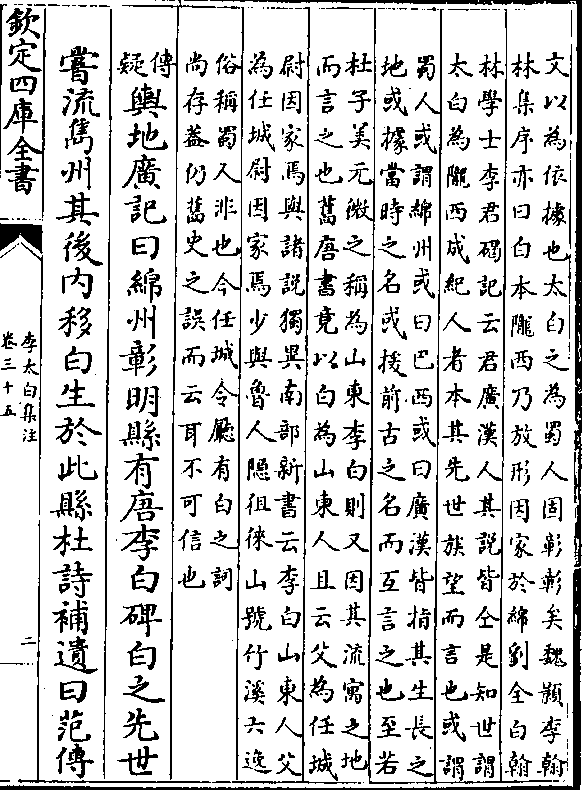 文以為依據也太白之為蜀人固彰彰矣魏顥李翰
林集序亦曰白本隴西乃放形因家於綿劉全白翰
林學士李君碣記云君廣漢人其說皆仝是知世謂
太白為隴西成紀人者本其先世族望而言也或謂
蜀人或謂綿州或曰巴西或曰廣漢皆指其生長之
地或據當時之名或援前古之名而互言之也至若
杜子美元微之稱為山東李白則又因其流寓之地
而言之也舊唐書竟以白為山東人且云父為任城
尉因家焉與諸說獨異南部新書云李白山東人父
為任城尉因家焉少與魯人隱徂徠山號竹溪六逸
俗稱蜀人非也今任城令廳有白之詞
尚存葢仍舊史之誤而云耳不可信也
傳
疑輿地廣記曰綿州彰明縣有唐李白碑白之先世
嘗流雟州其後内移白生於此縣杜詩補遺曰范傳
欽定四庫全書
李太白集注
卷三十五
二